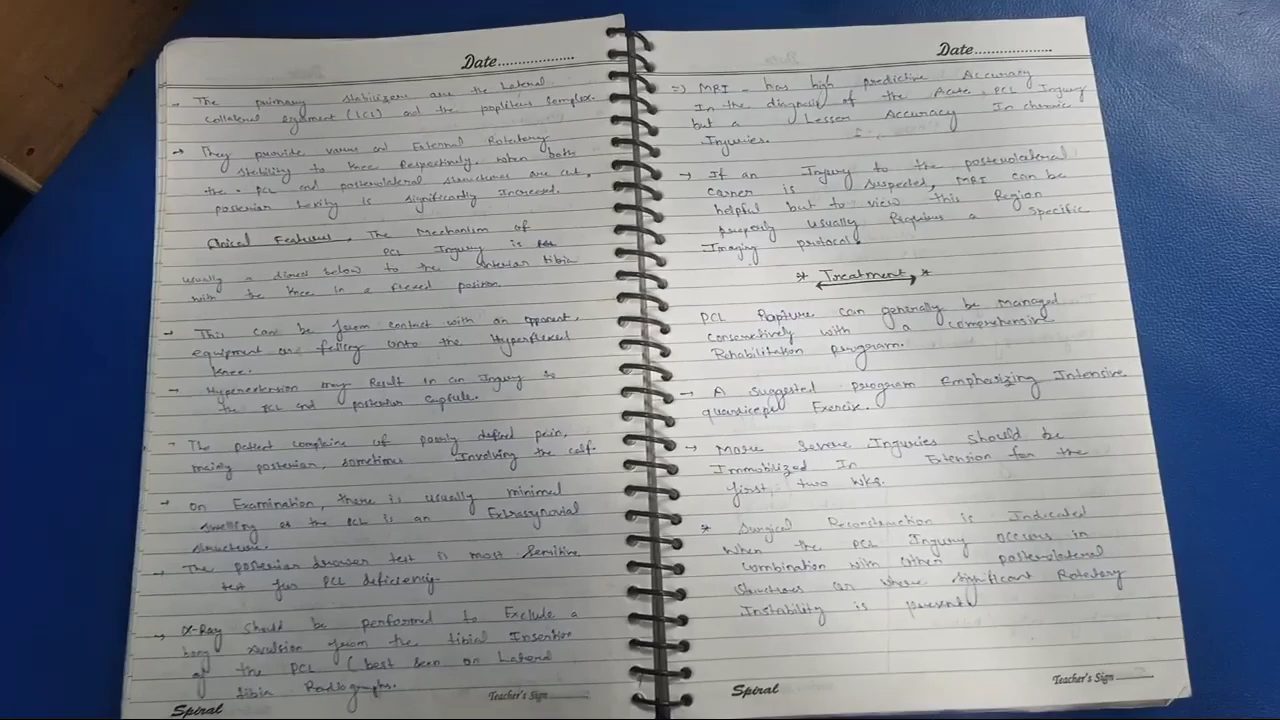 Date
→ The primary stabilizers are the Lateral
collateral ligament (LCL) and the popliteus complex.
→ They provide varus and External Rotatory
stability to knee Respectively. when both
the PCL and posterolateral structures are cut,
posterior laxity is significantly Increased.
Clinical Features. The Mechanism of
PCL Injury is
usually a direct below to the anterior tibia
with the knee In a flexed position.
→ This can be from contact with an opponent,
equipment or falling onto the Hyperflexed
knee.
→ Hyperextension may Result In an Injury to
the PCL and posterior capsule.
→ The patient complains of poorly defined pain,
mainly posterior, sometimes Involving the calf.
→ on Examination, there is usually minimal
swelling as the PCL is an Extrasynovial
structure.
→ The posterior drawer test is most sensitive
test for PCL deficiency.
→ X-Ray should be performed to Exclude a
bony avulsion from the tibial Insertion
of the PCL (best seen on Lateral
tibia Radiographs.
Teacher's Sign
Spiral
Date
=) MRI - has high predictive Accuracy
In the diagnosis of the Acute PCL Injury
but a Lesser Accuracy In chronic
Injuries.
→ If an Injury to the posterolateral
corner is suspected, MRI can be
helpful but to view this Region
properly usually Requires a specific
Imaging protocols
* Treatment *
PCL Rapture can generally be managed
conservatively with a comprehensive
Rehabilitation program.
→ A suggested program Emphasizing Intensive
Exercise.
→ More severe Injuries should be
Immobilized In Extension for the
first, two wks.
* Surgical Reconstruction is Indicated
when the PCL Injury occurs in
combination with other posterolateral
structures or where significant Rotatory
Instability is present
Spiral
Teacher's Sign